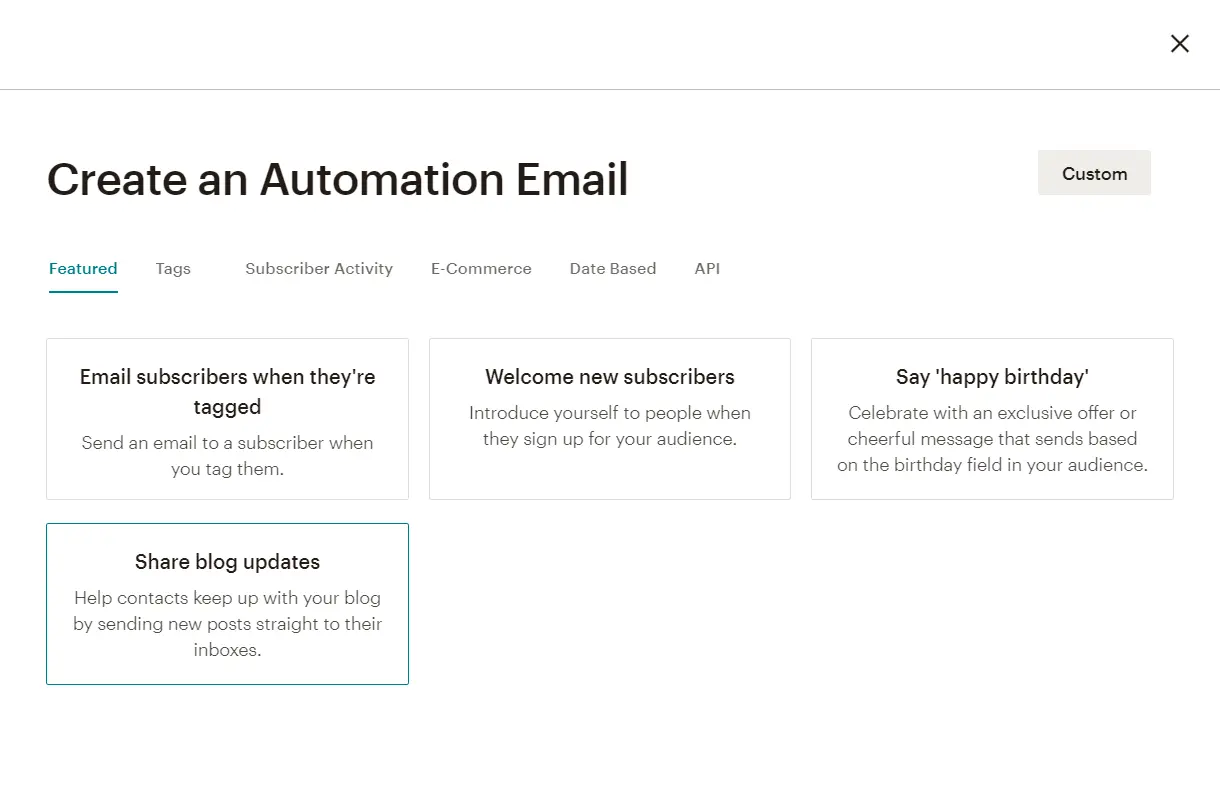 Create an Automation Email
Custom
Featured
Tags
Subscriber Activity
E-Commerce
Date Based
API
Email subscribers when they're
tagged
Send an email to a subscriber when
you tag them.
Welcome new subscribers
Introduce yourself to people when
they sign up for your audience.
Say 'happy birthday'
Celebrate with an exclusive offer or
cheerful message that sends based
on the birthday field in your audience.
Share blog updates
Help contacts keep up with your blog
by sending new posts straight to their
inboxes.